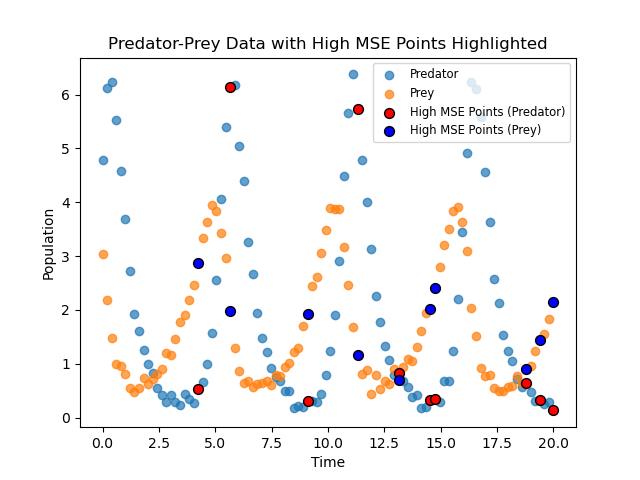 Predator-Prey Data with High MSE Points Highlighted
Predator
Prey
High MSE Points (Predator)
High MSE Points (Prey)
Population
6
5
4
3
2
1
0
0.0 2.5 5.0 7.5 10.0 12.5 15.0 17.5 20.0
Time